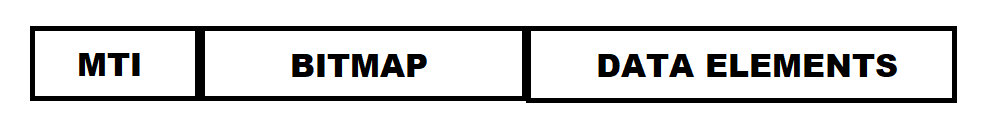 MTI BITMAP DATA ELEMENTS